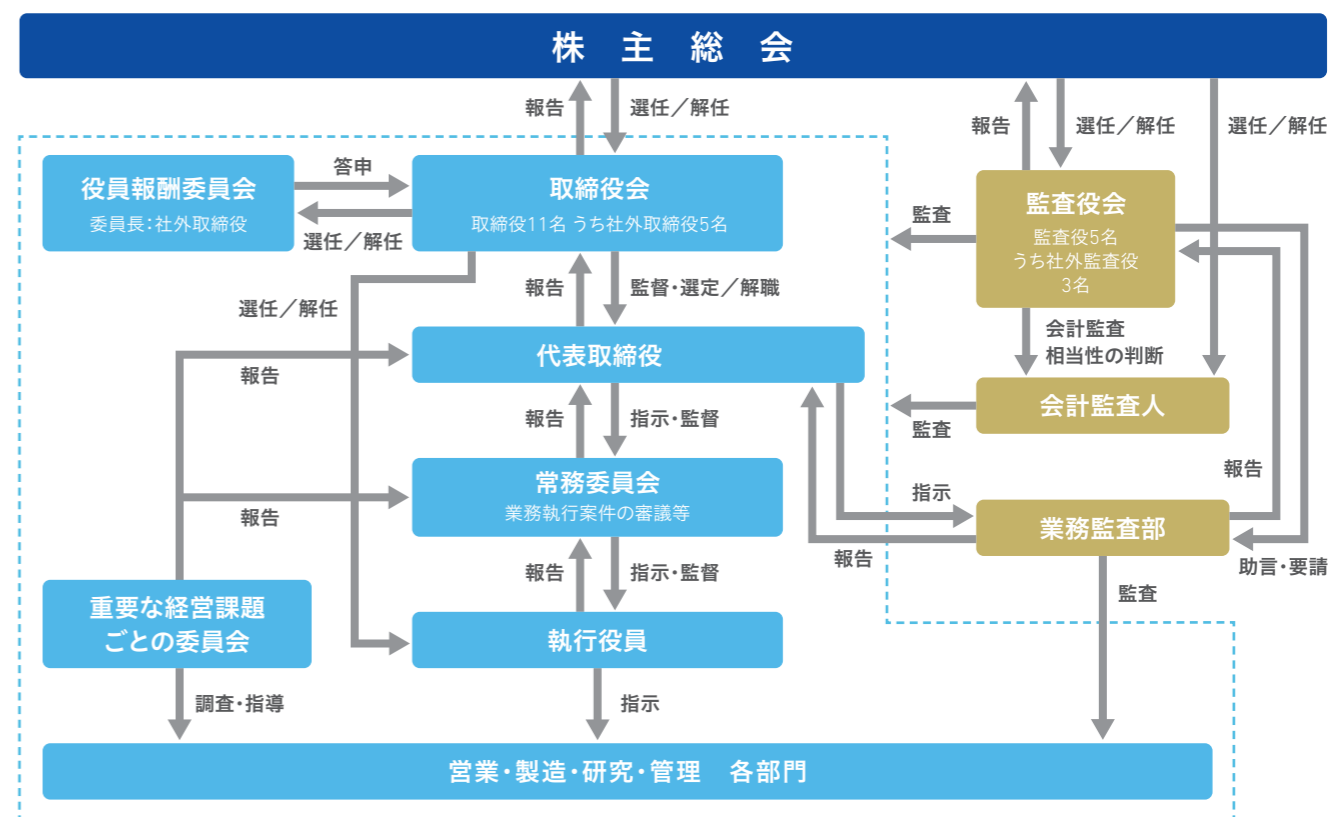 株 主 総 会
報告
選任／解任
報告
選任／解任
選任／解任
役員報酬委員会
委員長：社外取締役
答申
選任／解任
取締役会
取締役11名 うち社外取締役5名
監査
監査役会
監査役5名
うち社外監査役
3名
選任／解任
報告
監督・選定／解職
会計監査
相当性の判断
代表取締役
報告
会計監査人
監査
報告
指示・監督
常務委員会
業務執行案件の審議等
報告
指示
報告
業務監査部
報告
助言・要請
報告
指示・監督
監査
重要な経営課題
ごとの委員会
執行役員
調査・指導
指示
営業・製造・研究・管理　各部門